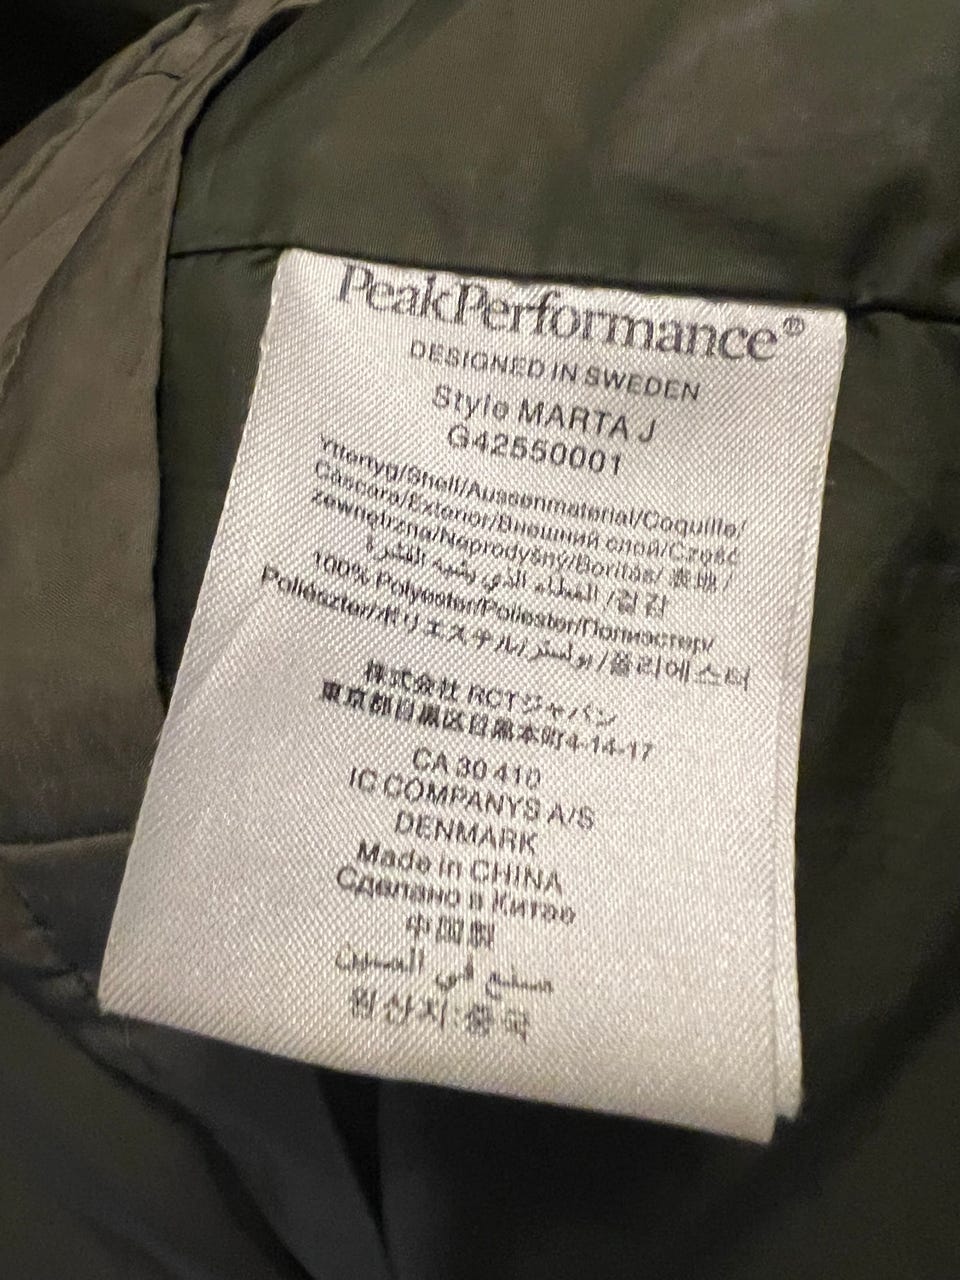 PeakPerformance®
DESIGNED IN SWEDEN
Style MARTA J
G42550001
Yttertyg/Shell/Aussenmaterial/Coquille/
Cáscara/Exterior/Внешний слой/Część
zewnętrzna/Naprodyšný/Borítás/ 表地 /
الغطاء الذي يشبه القشرة /겉감
100% Polyester/Poliester/Полиэстер/
Poliészter/ポリエステル/بوليستر/폴리에스터
株式会社 RCTジャパン
東京都目黒区目黒本町4-14-17
CA 30410
IC COMPANYS A/S
DENMARK
Made in CHINA
Сделано в Китае
中国製
صنع في الصين
원산지:중국